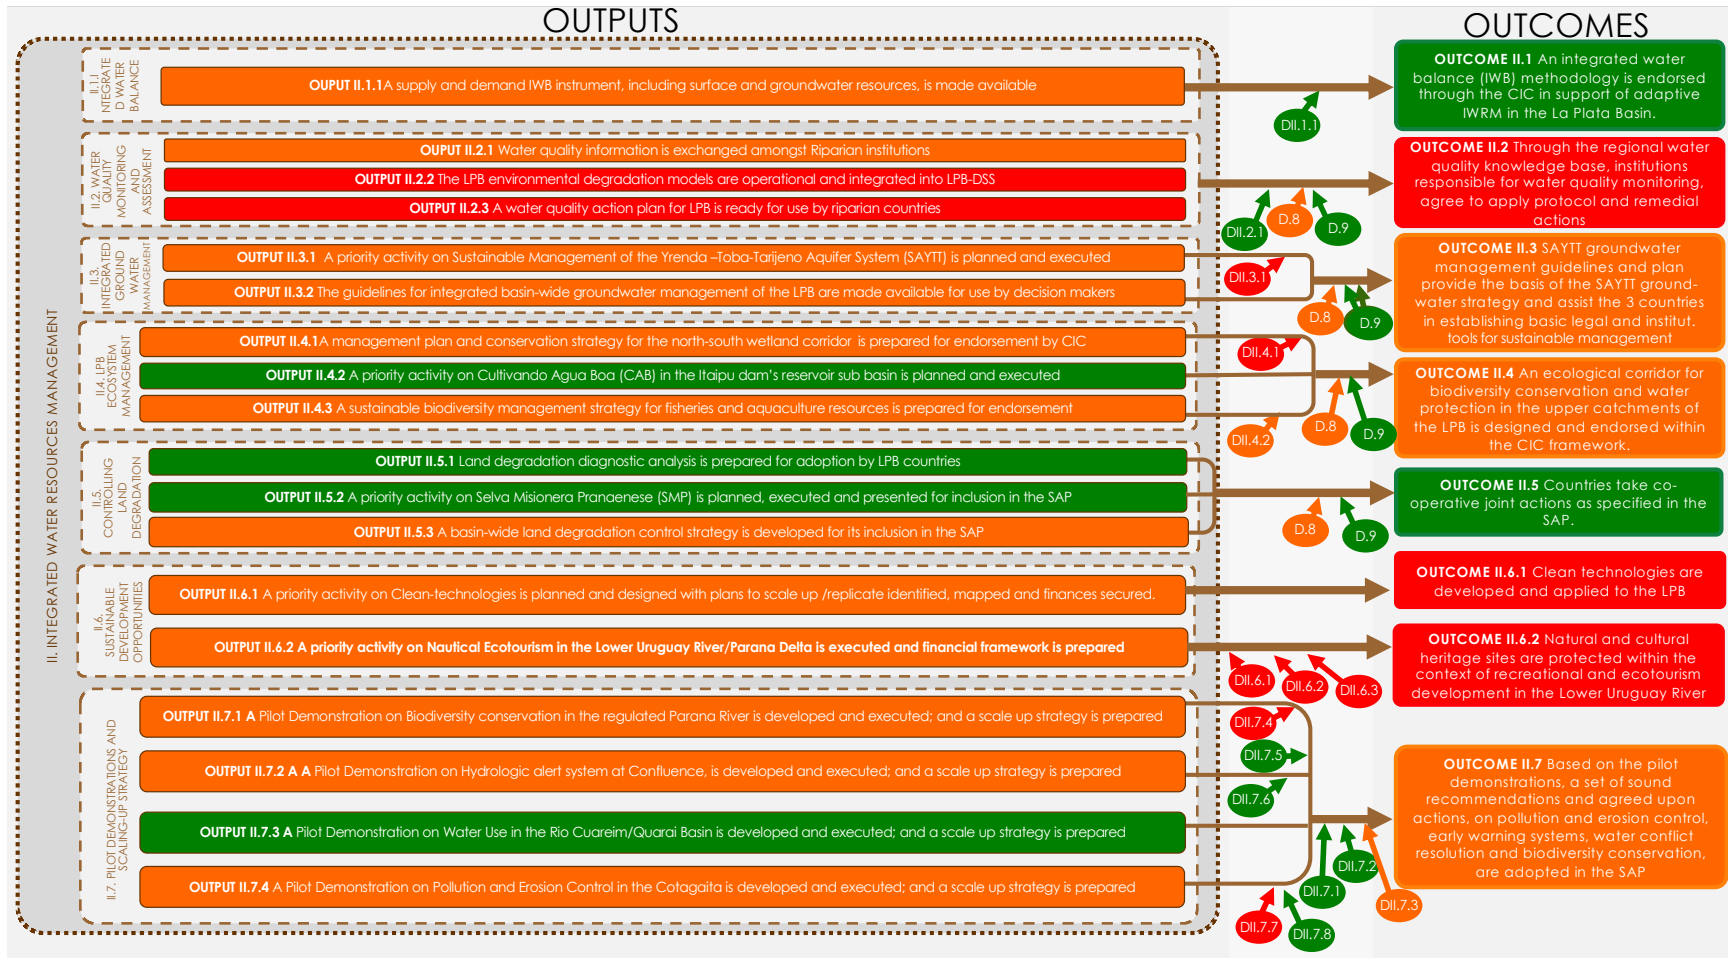 OUTPUTS
OUTCOMES
II. INTEGRATED WATER RESOURCES MANAGEMENT
II.1.I
NTEGRATE
D WATER
BALANCE
OUPUT II.1.1A supply and demand IWB instrument, including surface and groundwater resources, is made available
DII.1.1
OUTCOME II.1 An integrated water
balance (IWB) methodology is endorsed
through the CIC in support of adaptive
IWRM in the La Plata Basin.
II.2. WATER
QUALITY
MONITORING
AND
ASSESSMENT
OUPUT II.2.1 Water quality information is exchanged amongst Riparian institutions
OUTPUT II.2.2 The LPB environmental degradation models are operational and integrated into LPB-DSS
OUTPUT II.2.3 A water quality action plan for LPB is ready for use by riparian countries
DII.2.1
D.8
D.9
OUTCOME II.2 Through the regional water
quality knowledge base, institutions
responsible for water quality monitoring,
agree to apply protocol and remedial
actions
II.3.
INTEGRATED
GROUND
WATER
MANAGEMENT
OUTPUT II.3.1 A priority activity on Sustainable Management of the Yrenda –Toba-Tarijeno Aquifer System (SAYTT) is planned and executed
OUTPUT II.3.2 The guidelines for integrated basin-wide groundwater management of the LPB are made available for use by decision makers
DII.3.1
D.8
D.9
OUTCOME II.3 SAYTT groundwater
management guidelines and plan
provide the basis of the SAYTT ground-
water strategy and assist the 3 countries
in establishing basic legal and institut.
tools for sustainable management
II.4. LPB
ECOSYSTEM
MANAGEMENT
OUTPUT II.4.1A management plan and conservation strategy for the north-south wetland corridor is prepared for endorsement by CIC
OUTPUT II.4.2 A priority activity on Cultivando Agua Boa (CAB) in the Itaipu dam's reservoir sub basin is planned and executed
OUTPUT II.4.3 A sustainable biodiversity management strategy for fisheries and aquaculture resources is prepared for endorsement
DII.4.1
DII.4.2
D.8
D.9
OUTCOME II.4 An ecological corridor for
biodiversity conservation and water
protection in the upper catchments of
the LPB is designed and endorsed within
the CIC framework.
II.5.
CONTROLLING
LAND
DEGRADATION
OUTPUT II.5.1 Land degradation diagnostic analysis is prepared for adoption by LPB countries
OUTPUT II.5.2 A priority activity on Selva Misionera Pranaenese (SMP) is planned, executed and presented for inclusion in the SAP
OUTPUT II.5.3 A basin-wide land degradation control strategy is developed for its inclusion in the SAP
D.8
D.9
OUTCOME II.5 Countries take co-
operative joint actions as specified in the
SAP.
II.6.
SUSTAINABLE
DEVELOPMENT
OPPORTUNITIES
OUTPUT II.6.1 A priority activity on Clean-technologies is planned and designed with plans to scale up /replicate identified, mapped and finances secured.
OUTPUT II.6.2 A priority activity on Nautical Ecotourism in the Lower Uruguay River/Parana Delta is executed and financial framework is prepared
DII.6.1
DII.6.2
DII.6.3
OUTCOME II.6.1 Clean technologies are
developed and applied to the LPB
OUTCOME II.6.2 Natural and cultural
heritage sites are protected within the
context of recreational and ecotourism
development in the Lower Uruguay River
II.7. PILOT DEMONSTRATIONS AND
SCALING-UP STRATEGY
OUTPUT II.7.1 A Pilot Demonstration on Biodiversity conservation in the regulated Parana River is developed and executed; and a scale up strategy is prepared
OUTPUT II.7.2 A A Pilot Demonstration on Hydrologic alert system at Confluence, is developed and executed; and a scale up strategy is prepared
OUTPUT II.7.3 A Pilot Demonstration on Water Use in the Rio Cuareim/Quarai Basin is developed and executed; and a scale up strategy is prepared
OUTPUT II.7.4 A Pilot Demonstration on Pollution and Erosion Control in the Cotagaita is developed and executed; and a scale up strategy is prepared
DII.7.4
DII.7.5
DII.7.6
DII.7.2
DII.7.1
DII.7.3
DII.7.7
DII.7.8
OUTCOME II.7 Based on the pilot
demonstrations, a set of sound
recommendations and agreed upon
actions, on pollution and erosion control,
early warning systems, water conflict
resolution and biodiversity conservation,
are adopted in the SAP